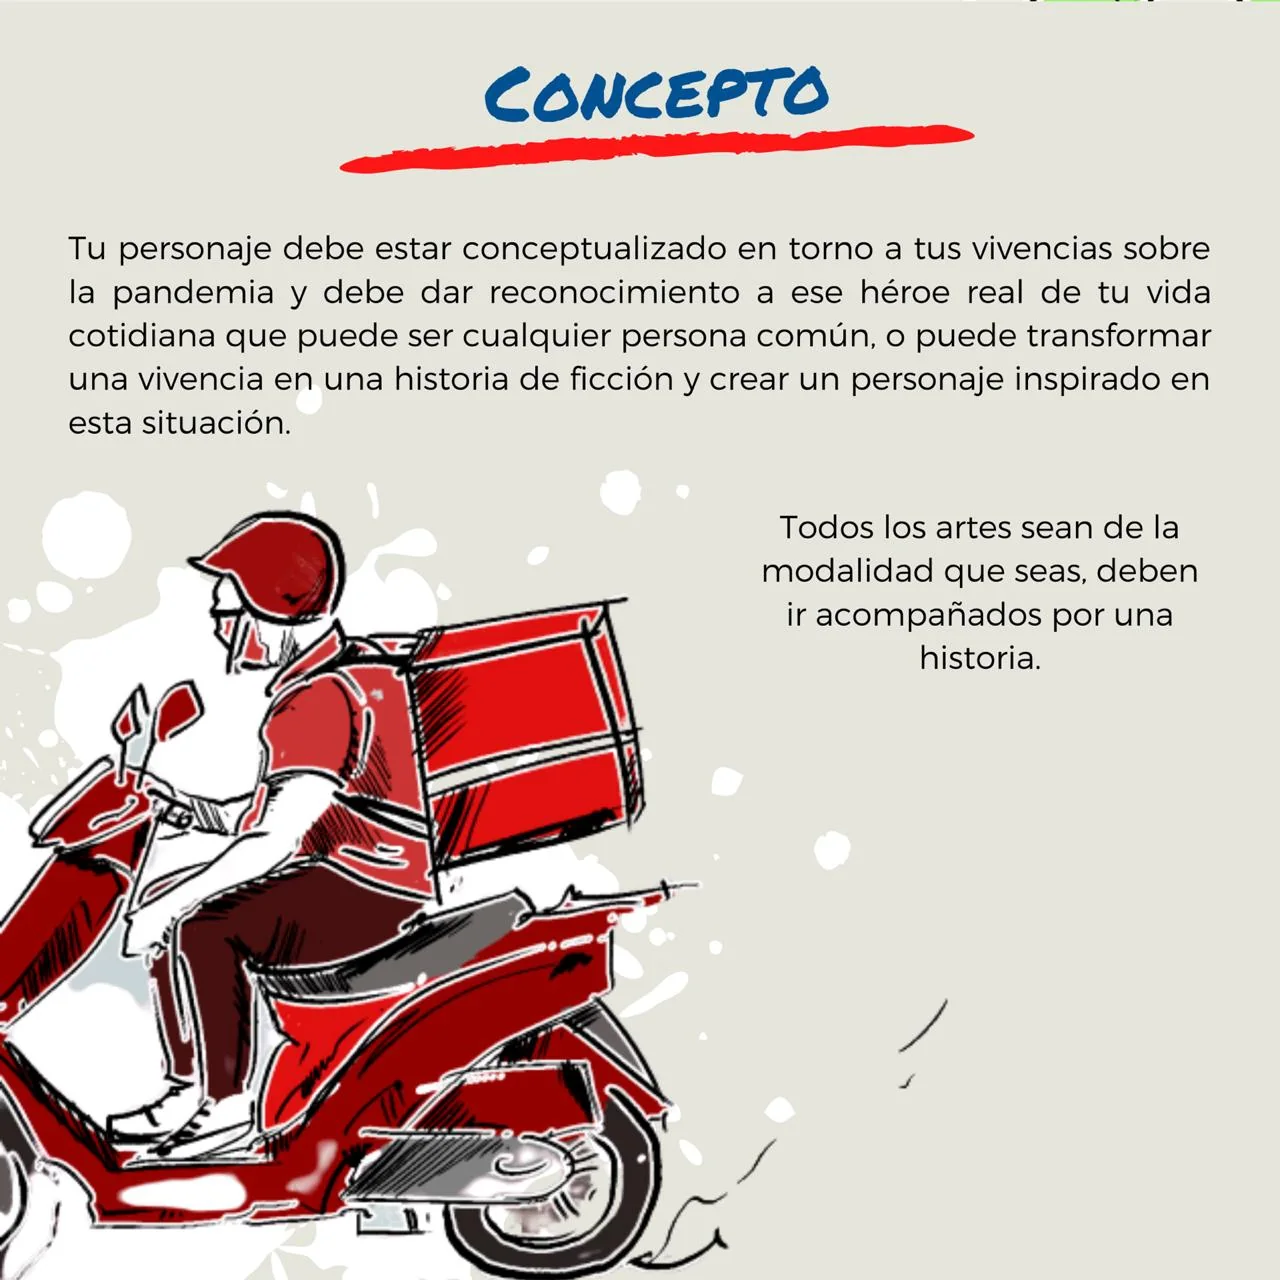 CONCEPTO
Tu personaje debe estar conceptualizado en torno a tus vivencias sobre
la pandemia y debe dar reconocimiento a ese héroe real de tu vida
cotidiana que puede ser cualquier persona común, o puede transformar
una vivencia en una historia de ficción y crear un personaje inspirado en
esta situación.
Todos los artes sean de la
modalidad que seas, deben
ir acompañados por una
historia.